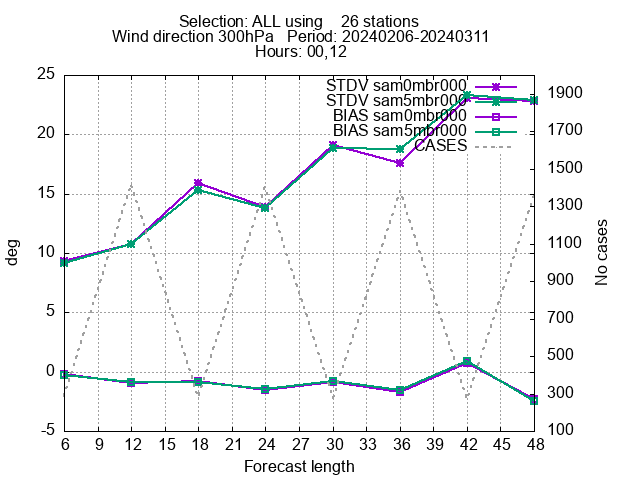 Selection: ALL using 26 stations
Wind direction 300hPa Period: 20240206-20240311
Hours: 00,12
STDV sam0mbr000
STDV sam5mbr000
BIAS sam0mbr000
BIAS sam5mbr000
CASES
deg
25
20
15
10
5
0
-5
No cases
1900
1700
1500
1300
1100
900
700
500
300
100
6 9 12 15 18 21 24 27 30 33 36 39 42 45 48
Forecast length